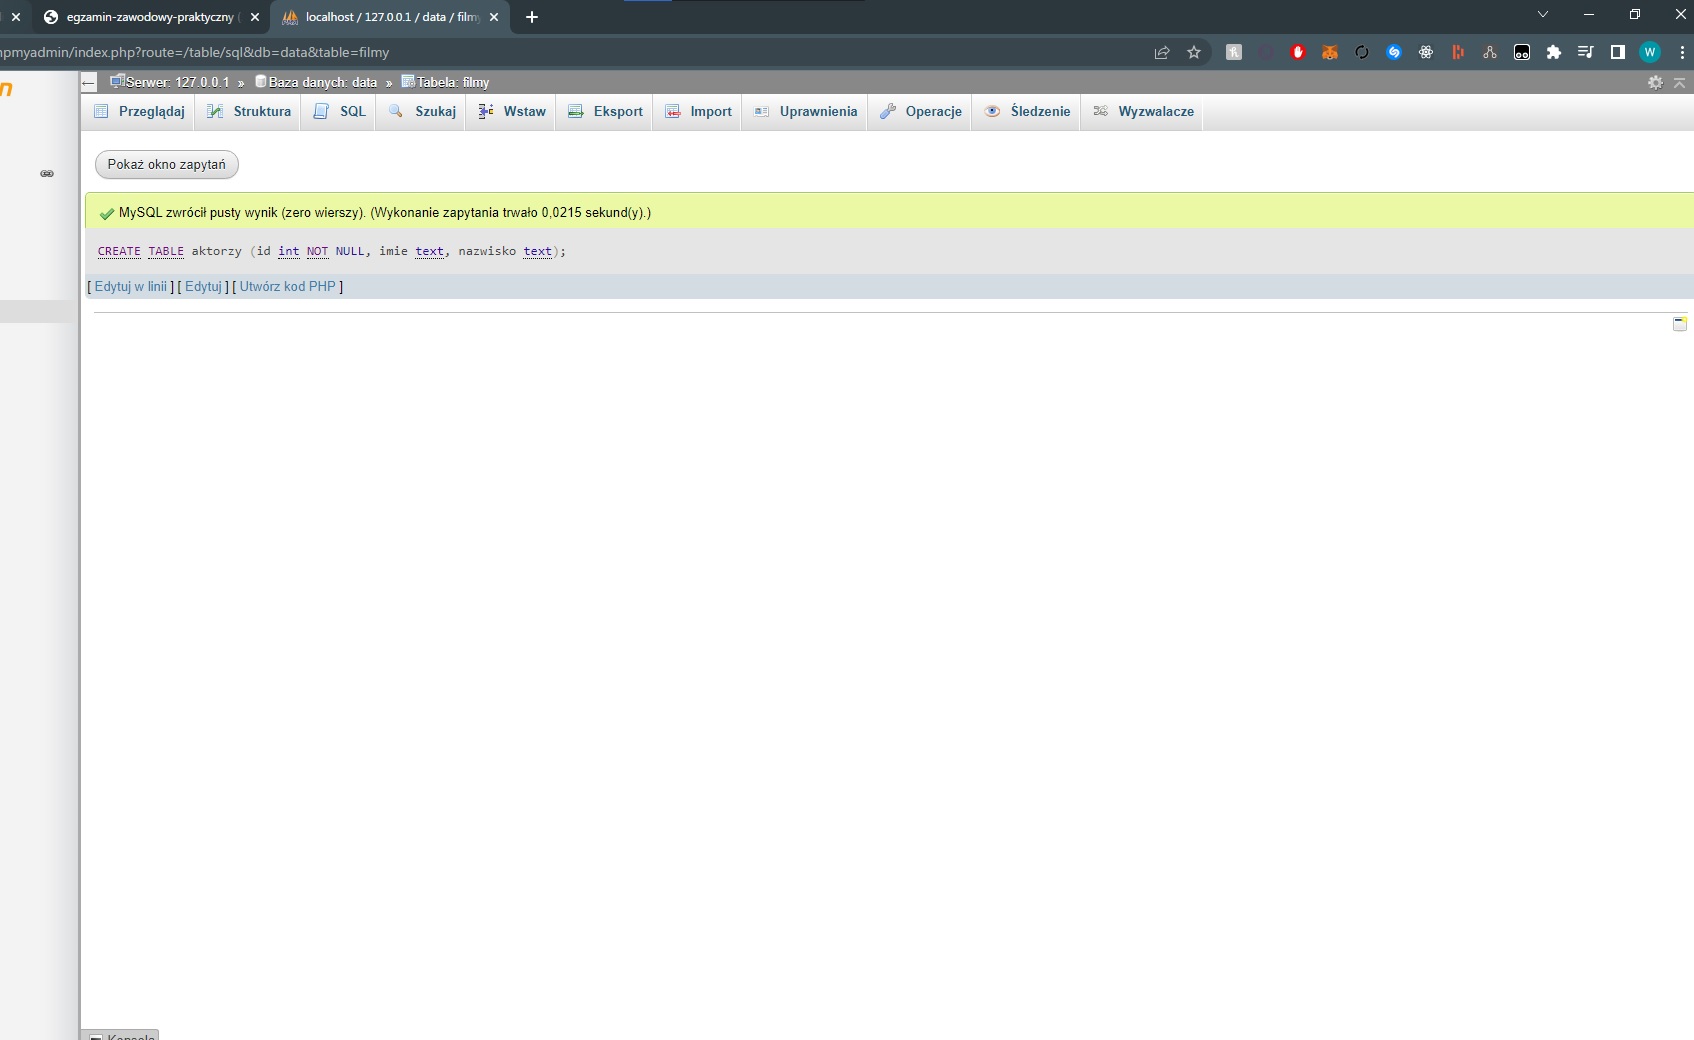 egzamin-zawodowy-praktyczny (
localhost / 127.0.0.1 / data / filmy
npmyadmin/index.php?route=/table/sql&db=data&table=filmy
W
n
Serwer: 127.0.0.1 » Baza danych: data » Tabela: filmy
Przeglądaj Struktura SQL Szukaj Wstaw Eksport Import Uprawnienia Operacje Śledzenie Wyzwalacze
Pokaż okno zapytań
MySQL zwrócił pusty wynik (zero wierszy). (Wykonanie zapytania trwało 0,0215 sekund(y).)
CREATE TABLE aktorzy (id int NOT NULL, imie text, nazwisko text);
[ Edytuj w linii ] [ Edytuj ] [ Utwórz kod PHP ]
Konsola